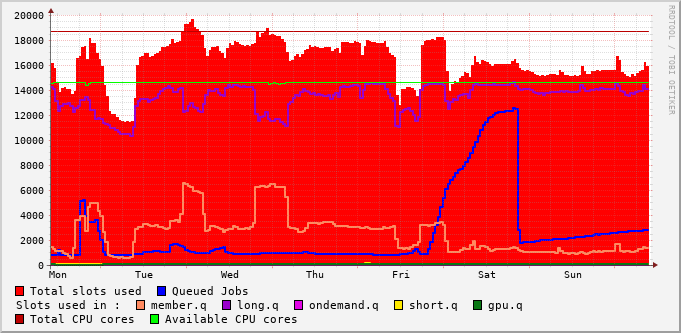 20000
18000
16000
14000
12000
10000
8000
6000
4000
2000
0
Mon Tue Wed Thu Fri Sat Sun
Total slots used Queued Jobs
Slots used in : member.q long.q ondemand.q short.q gpu.q
Total CPU cores Available CPU cores
RRDTOOL / TOBI OETIKER